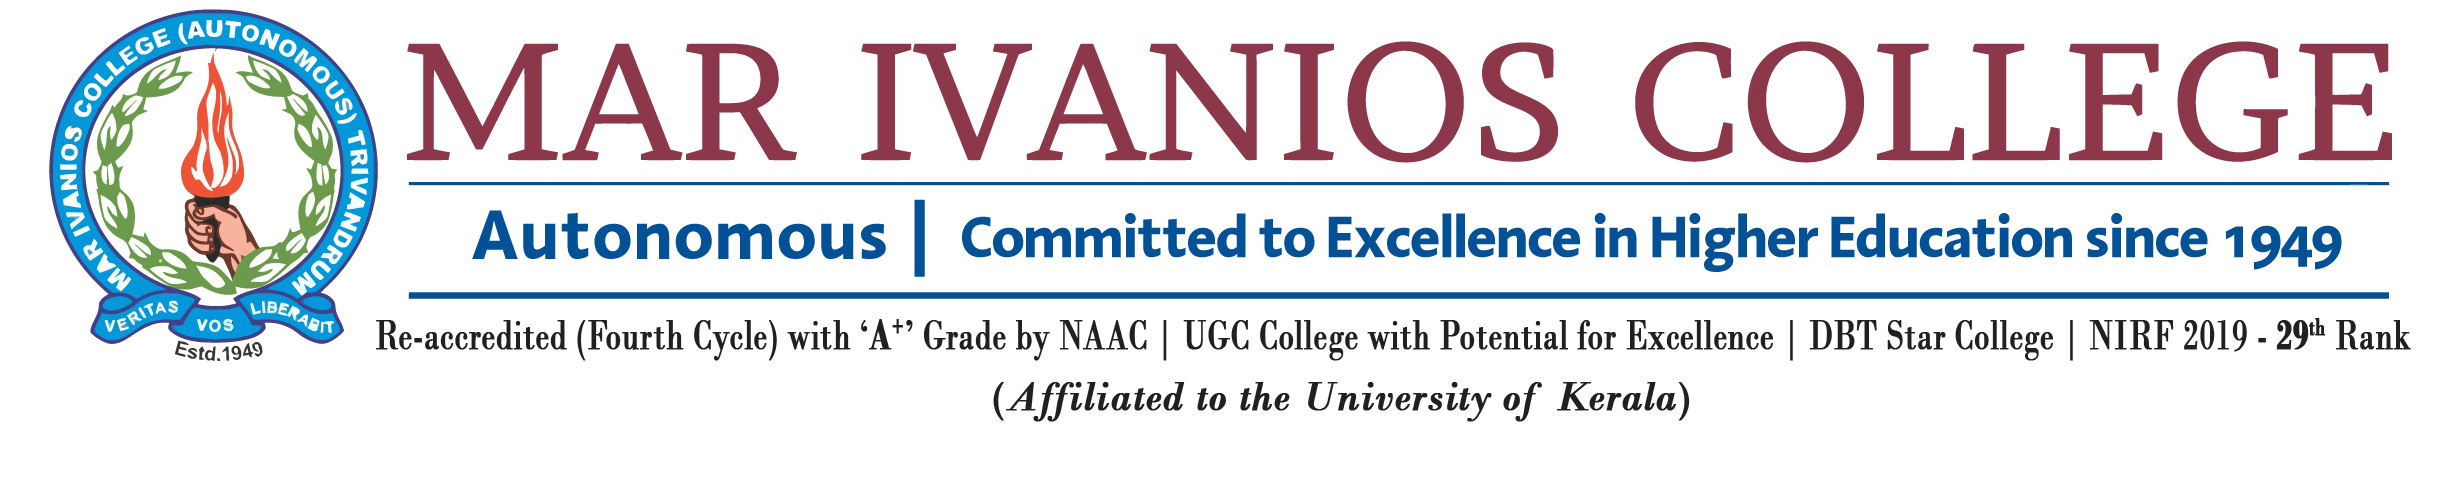 MAR IVANIOS COLLEGE (AUTONOMOUS) TRIVANDRUM
VERITAS VOS LIBERABIT
Estd.1949
MAR IVANIOS COLLEGE
Autonomous | Committed to Excellence in Higher Education since 1949
Re-accredited (Fourth Cycle) with ‘A+’ Grade by NAAC | UGC College with Potential for Excellence | DBT Star College | NIRF 2019 - 29th Rank
(Affiliated to the University of Kerala)